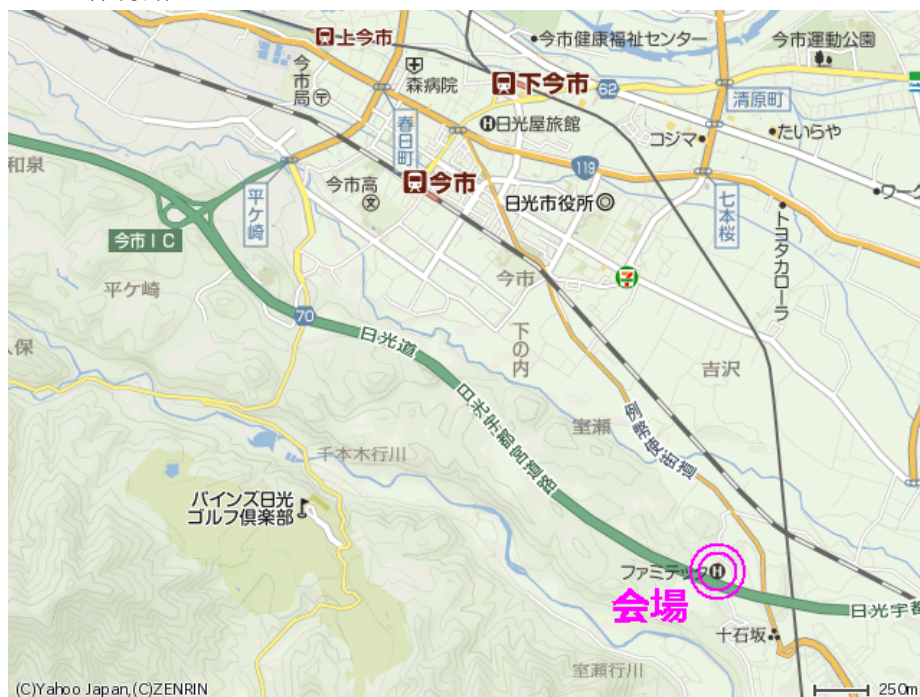 上今市
今市健康福祉センター
今市運動公園
今市局
森病院
下今市
62
清原町
日光屋旅館
コジマ
たいらや
春日町
和泉
119
今市高
今市
日光市役所
七本桜
ワーク
平ケ崎
トヨタカローラ
今市IC
今市
平ケ崎
70
久保
日光道
下の内
吉沢
日光宇都宮道路
室瀬
例幣使街道
千本木行川
パインズ日光
ゴルフ倶楽部
ファミテック
会場
日光宇都
十石坂
室瀬行川
(C)Yahoo Japan,(C)ZENRIN
250m